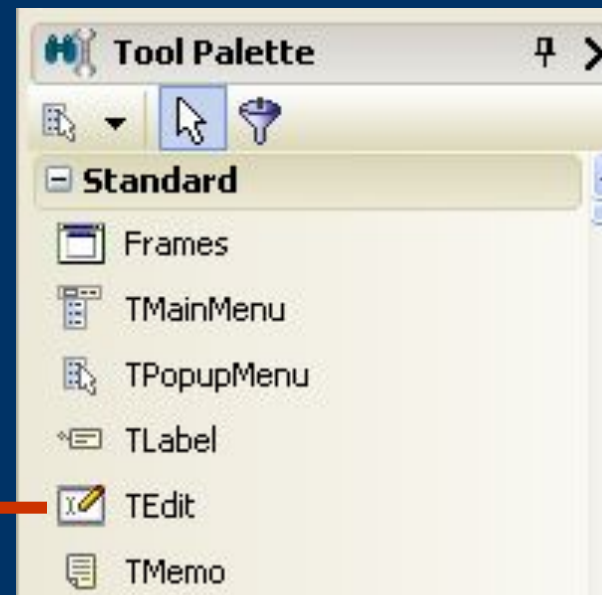 Tool Palette
Standard
Frames
TMainMenu
TPopupMenu
TLabel
TEdit
TMemo